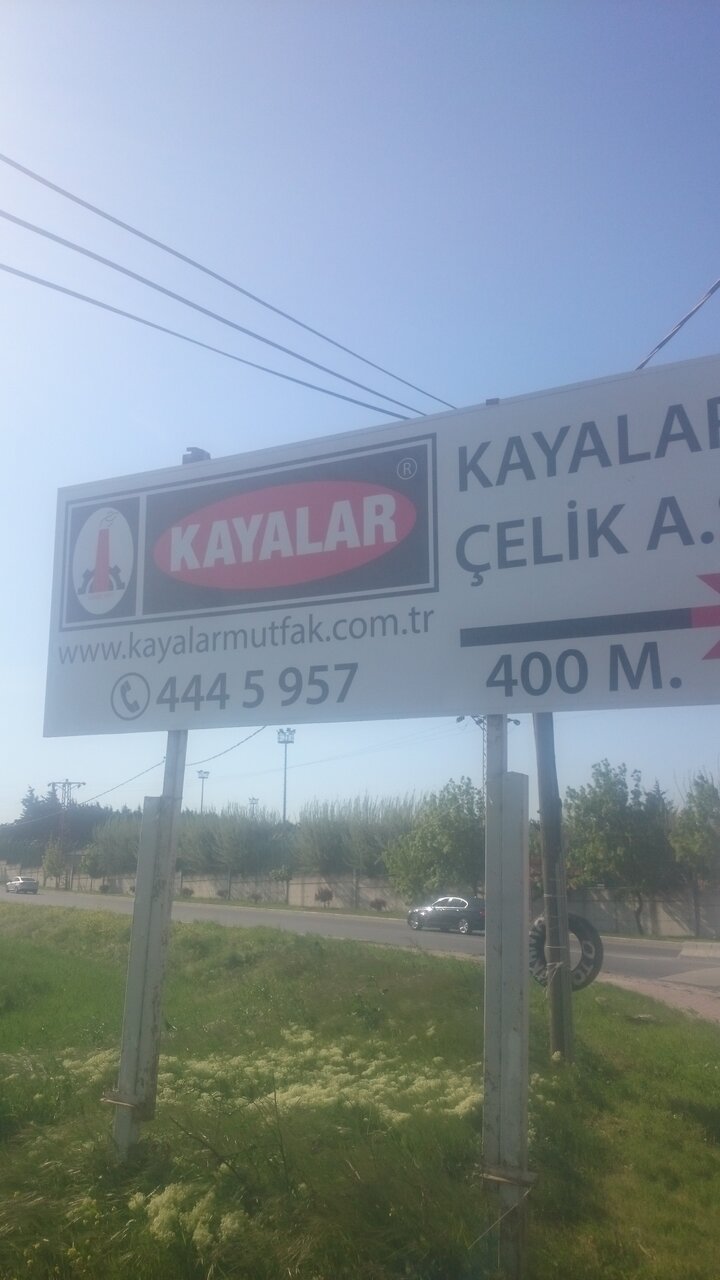 KAYALAR
®
www.kayalarmutfak.com.tr
444 5 957
KAYALAR
ÇELİK A.Ş
400 M.